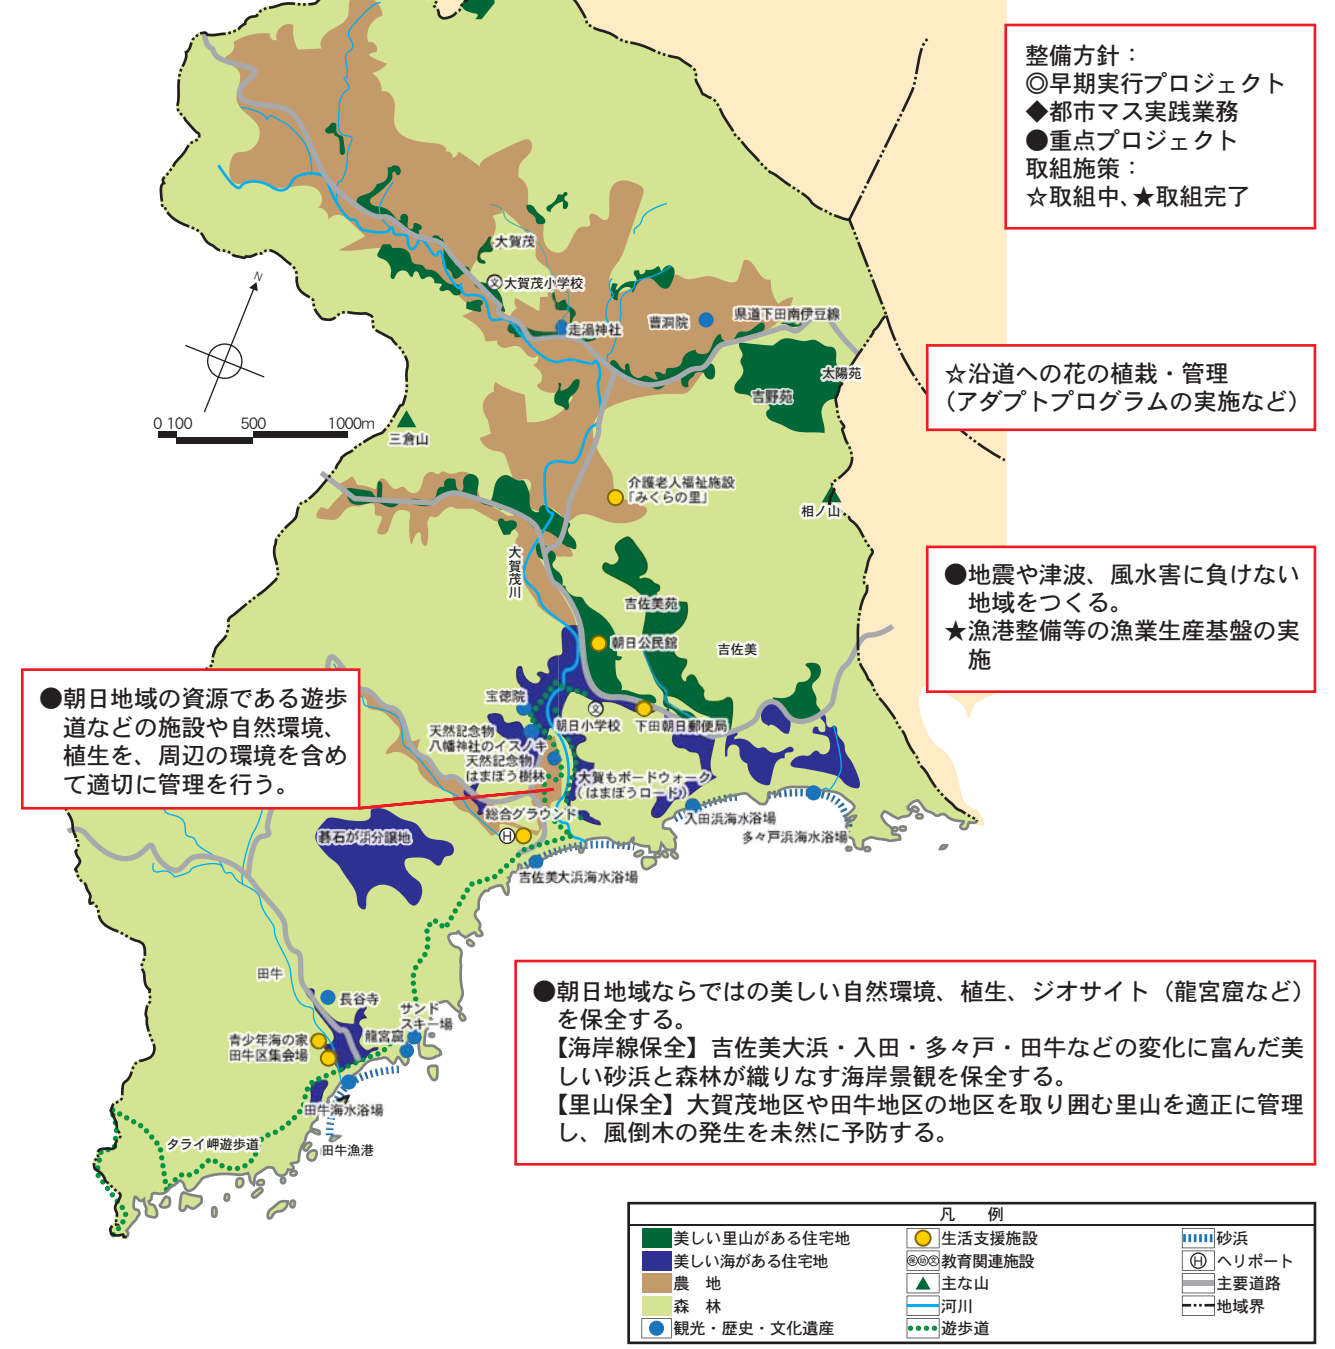 整備方針：
◎早期実行プロジェクト
◆都市マス実践業務
●重点プロジェクト
取組施策：
☆取組中、★取組完了
N
0 100 500 1000m
大賀茂
文 大賀茂小学校
走湯神社
曹洞院
県道下田南伊豆線
太陽苑
吉野苑
三倉山
☆沿道への花の植栽・管理
（アダプトプログラムの実施など）
介護老人福祉施設
「みくらの里」
相ノ山
大賀茂川
●地震や津波、風水害に負けない
地域をつくる。
★漁港整備等の漁業生産基盤の実
施
吉佐美苑
朝日公民館
吉佐美
●朝日地域の資源である遊歩
道などの施設や自然環境、
植生を、周辺の環境を含め
て適切に管理を行う。
宝徳院
文
朝日小学校
下田朝日郵便局
天然記念物
八幡神社のイスノキ
天然記念物
はまぼう樹林
大賀もボードウォーク
（はまぼうロード）
総合グラウンド
H
入田浜海水浴場
多々戸浜海水浴場
碁石が浜分譲地
吉佐美大浜海水浴場
田牛
長谷寺
サンド
スキー場
龍宮窟
青少年海の家
田牛区集会場
田牛海水浴場
タライ岬遊歩道
田牛漁港
●朝日地域ならではの美しい自然環境、植生、ジオサイト（龍宮窟など）
を保全する。
【海岸線保全】吉佐美大浜・入田・多々戸・田牛などの変化に富んだ美
しい砂浜と森林が織りなす海岸景観を保全する。
【里山保全】大賀茂地区や田牛地区の地区を取り囲む里山を適正に管理
し、風倒木の発生を未然に予防する。
凡　例
美しい里山がある住宅地
美しい海がある住宅地
農　地
森　林
観光・歴史・文化遺産
生活支援施設
教育関連施設
主な山
河川
遊歩道
砂浜
H ヘリポート
主要道路
地域界